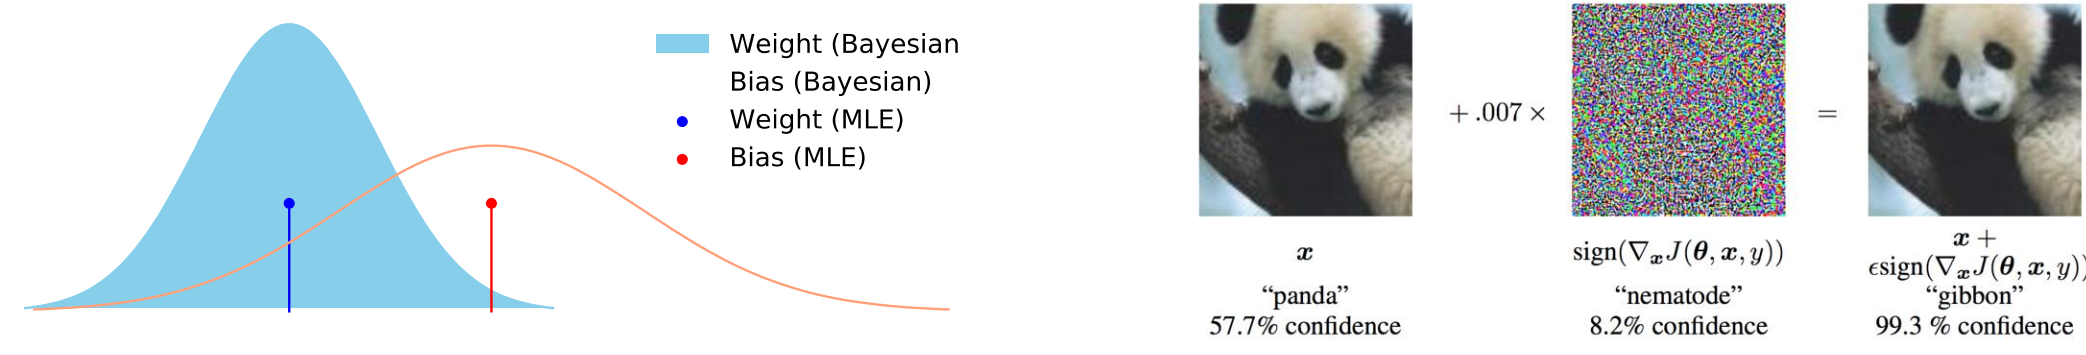 Weight (Bayesian
Bias (Bayesian)
Weight (MLE)
Bias (MLE)
+ .007 ×
=
x
sign(∇ₓJ(θ, x, y))
x +
ϵsign(∇ₓJ(θ, x, y))
“panda”
“nematode”
“gibbon”
57.7% confidence
8.2% confidence
99.3 % confidence